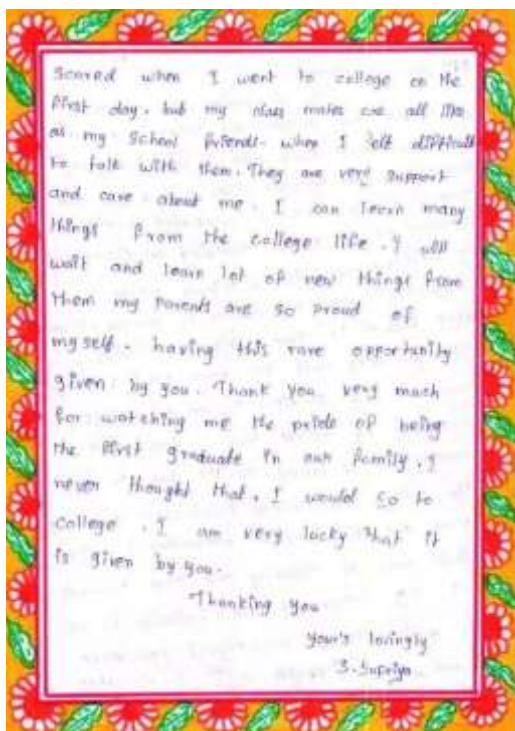 scared when I went to college on the
first day. but my class mates are all like
as my school friends. when I felt difficult
to talk with them. They are very support
and care about me. I can learn many
things from the college life. I will
wait and learn lot of new things from
them my parents are so proud of
myself. having this rare opportunity
given by you. Thank you very much
for watching me the pride of being
the first graduate in our family. I
never thought that, I would go to
college. I am very lucky that it
is given by you.
Thanking you
Your's lovingly
S. Supriya